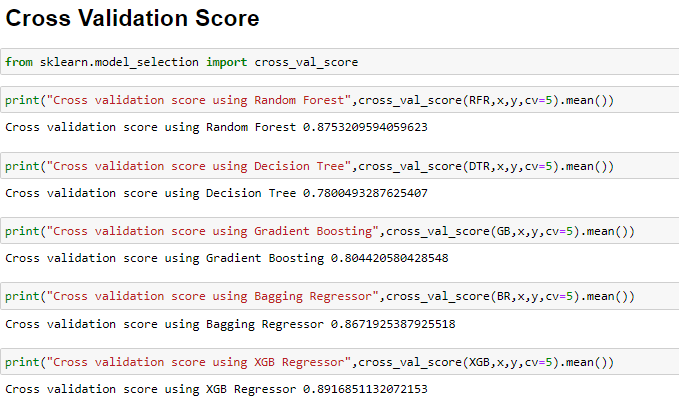 Cross Validation Score
from sklearn.model_selection import cross_val_score
print("Cross validation score using Random Forest",cross_val_score(RFR,x,y,cv=5).mean())
Cross validation score using Random Forest 0.8753209594059623
print("Cross validation score using Decision Tree",cross_val_score(DTR,x,y,cv=5).mean())
Cross validation score using Decision Tree 0.7800493287625407
print("Cross validation score using Gradient Boosting",cross_val_score(GB,x,y,cv=5).mean())
Cross validation score using Gradient Boosting 0.804420580428548
print("Cross validation score using Bagging Regressor",cross_val_score(BR,x,y,cv=5).mean())
Cross validation score using Bagging Regressor 0.8671925387925518
print("Cross validation score using XGB Regressor",cross_val_score(XGB,x,y,cv=5).mean())
Cross validation score using XGB Regressor 0.8916851132072153